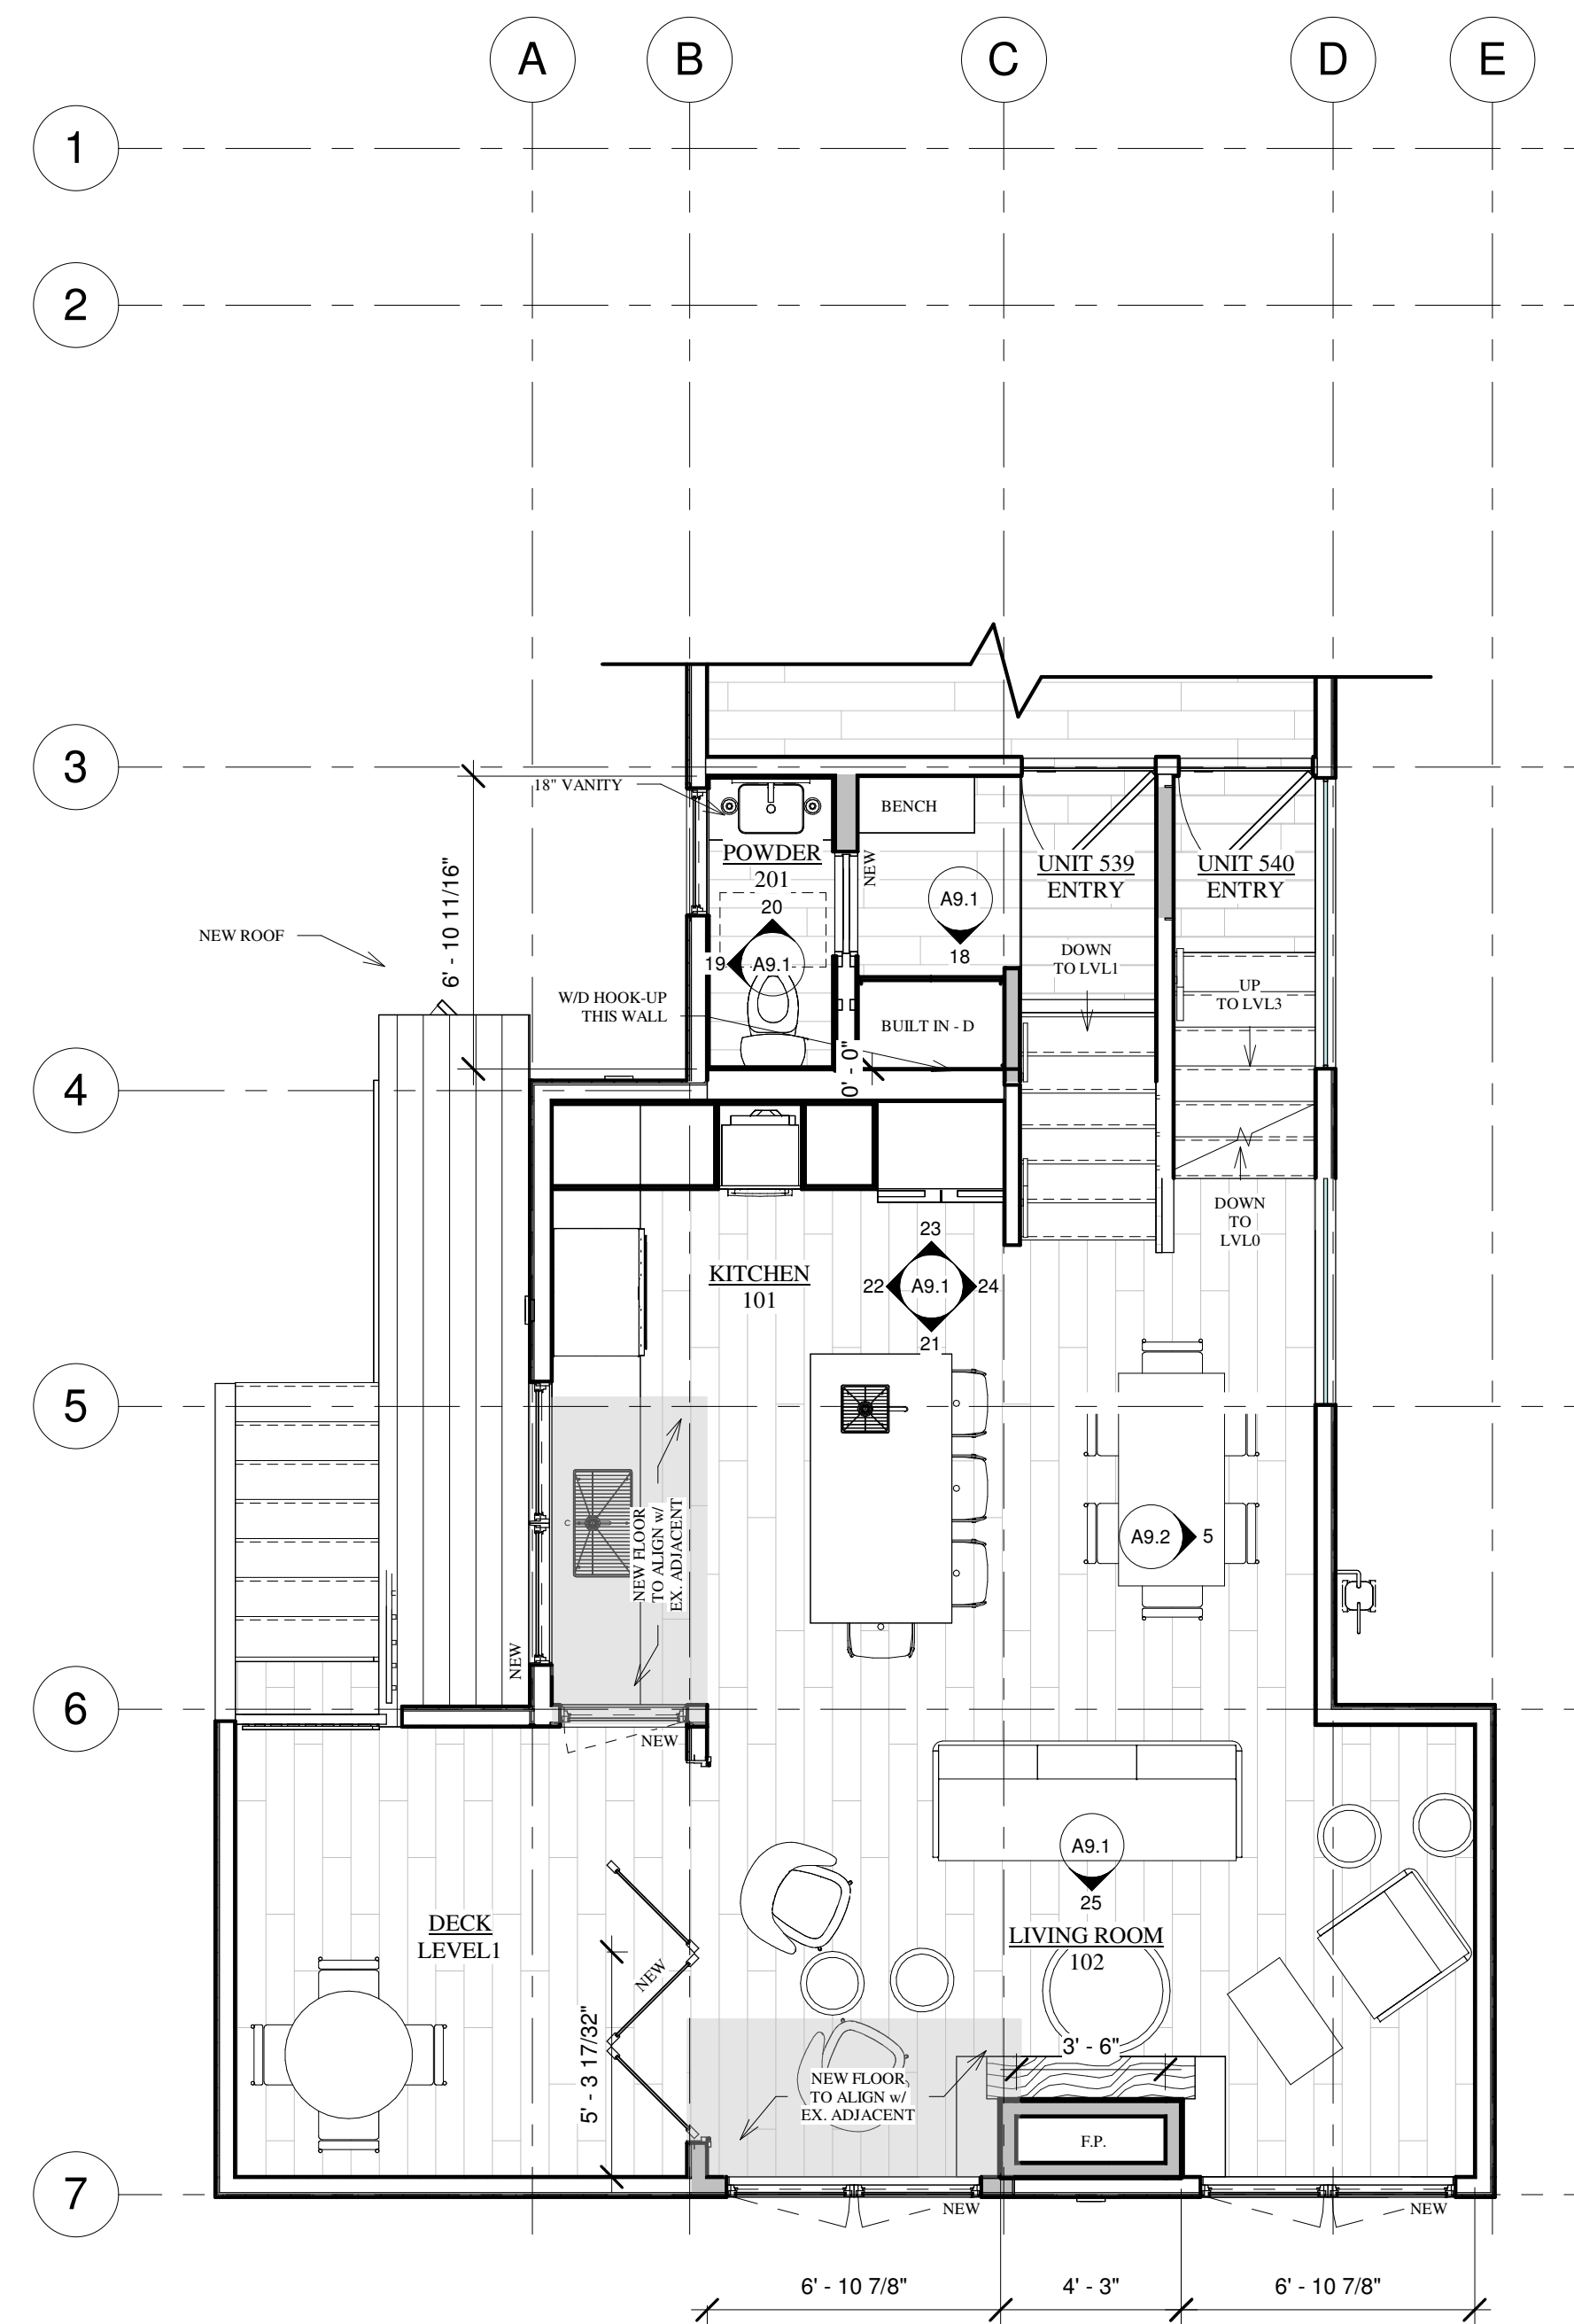 A
B
C
D
E
1
2
3
4
5
6
7
18" VANITY
BENCH
POWDER
201
NEW
UNIT 539
ENTRY
UNIT 540
ENTRY
6' - 10 11/16"
NEW ROOF
20
19
A9.1
A9.1
18
DOWN
TO LVL1
UP
TO LVL3
W/D HOOK-UP
THIS WALL
BUILT IN - D
0' - 0"
DOWN
TO
LVL0
KITCHEN
101
23
22
A9.1
24
21
NEW FLOOR
TO ALIGN w/
EX. ADJACENT
C
A9.2
5
NEW
NEW
A9.1
25
DECK
LEVEL1
LIVING ROOM
102
NEW
5' - 3 17/32"
3' - 6"
NEW FLOOR
TO ALIGN w/
EX. ADJACENT
F.P.
NEW
NEW
6' - 10 7/8"
4' - 3"
6' - 10 7/8"